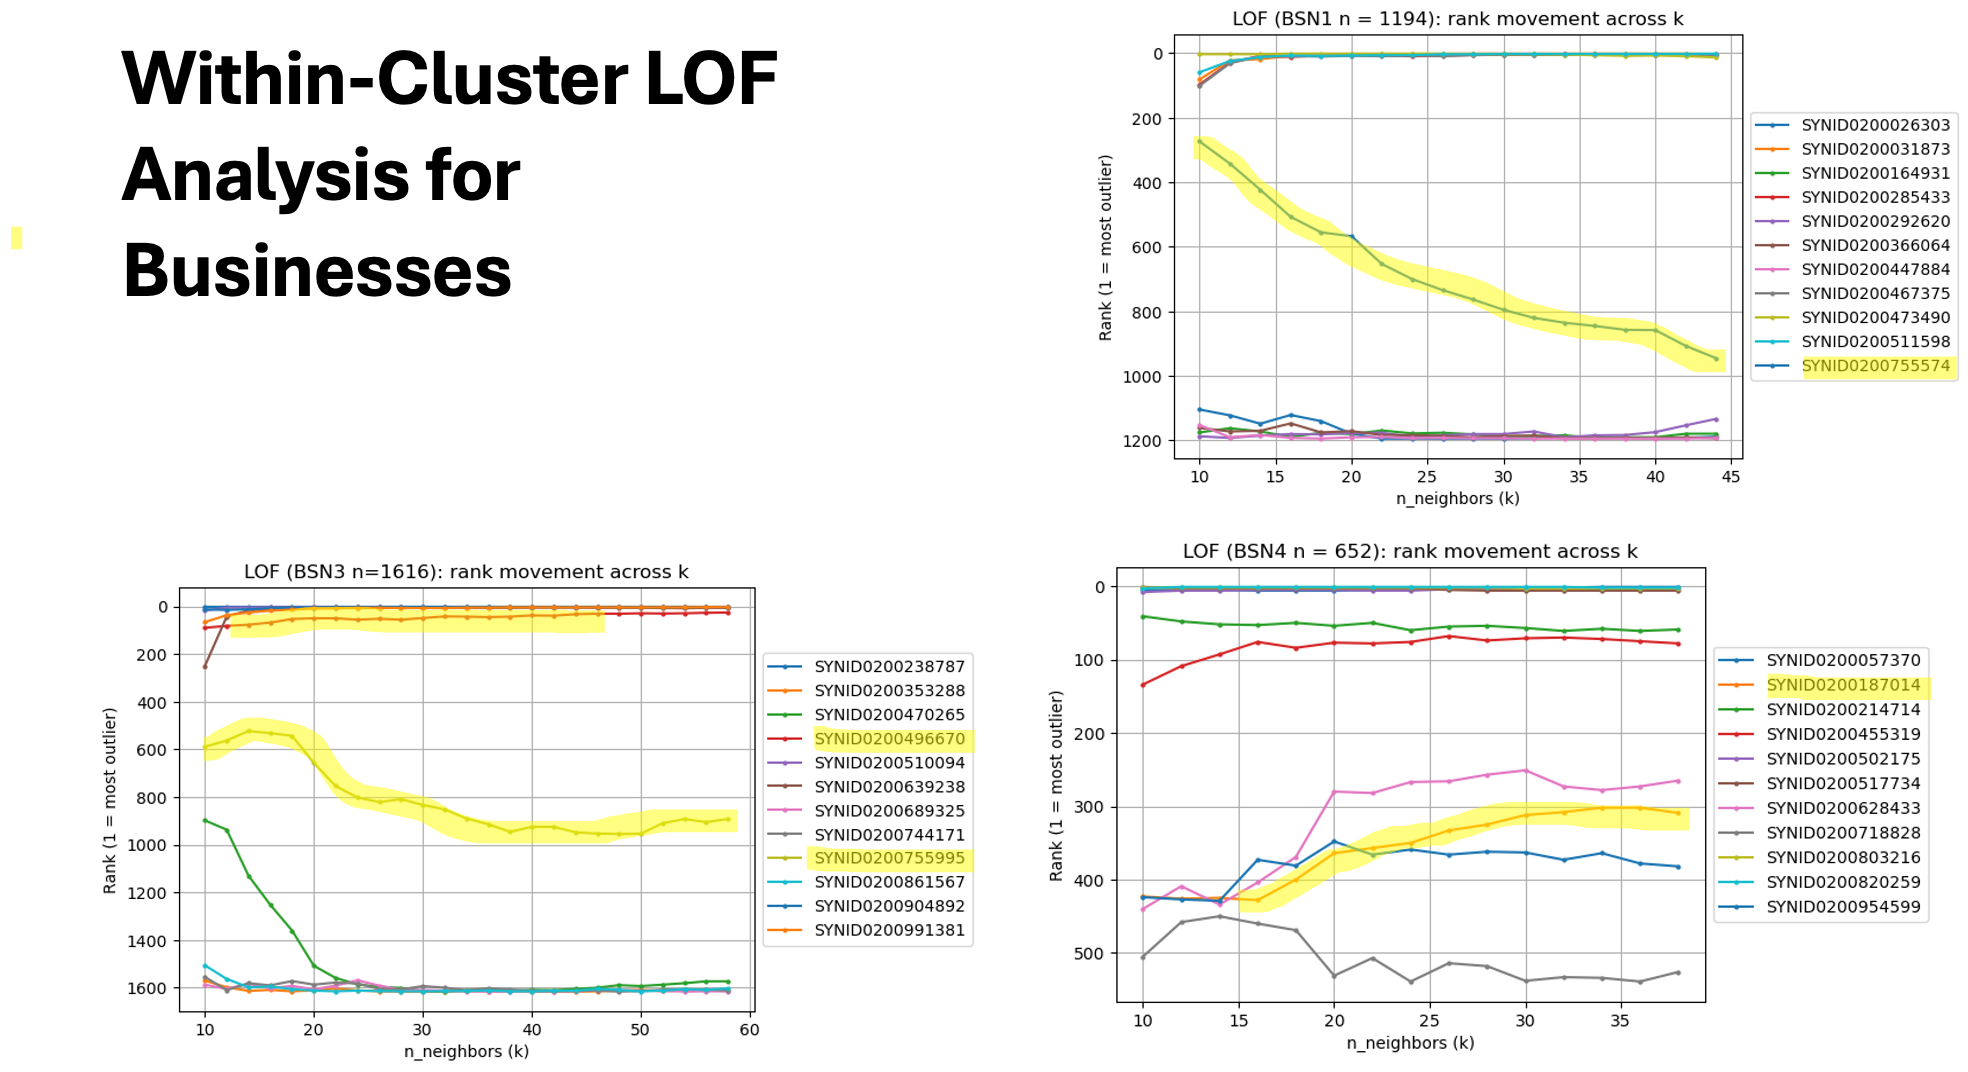 Within-Cluster LOF
Analysis for
Businesses
LOF (BSN1 n = 1194): rank movement across k
Rank (1 = most outlier)
0
200
400
600
800
1000
1200
10 15 20 25 30 35 40 45
n_neighbors (k)
SYNID0200026303
SYNID0200031873
SYNID0200164931
SYNID0200285433
SYNID0200292620
SYNID0200366064
SYNID0200447884
SYNID0200467375
SYNID0200473490
SYNID0200511598
SYNID0200755574
LOF (BSN3 n=1616): rank movement across k
Rank (1 = most outlier)
0
200
400
600
800
1000
1200
1400
1600
10 20 30 40 50 60
n_neighbors (k)
SYNID0200238787
SYNID0200353288
SYNID0200470265
SYNID0200496670
SYNID0200510094
SYNID0200639238
SYNID0200689325
SYNID0200744171
SYNID0200755995
SYNID0200861567
SYNID0200904892
SYNID0200991381
LOF (BSN4 n = 652): rank movement across k
Rank (1 = most outlier)
0
100
200
300
400
500
10 15 20 25 30 35
n_neighbors (k)
SYNID0200057370
SYNID0200187014
SYNID0200214714
SYNID0200455319
SYNID0200502175
SYNID0200517734
SYNID0200628433
SYNID0200718828
SYNID0200803216
SYNID0200820259
SYNID0200954599